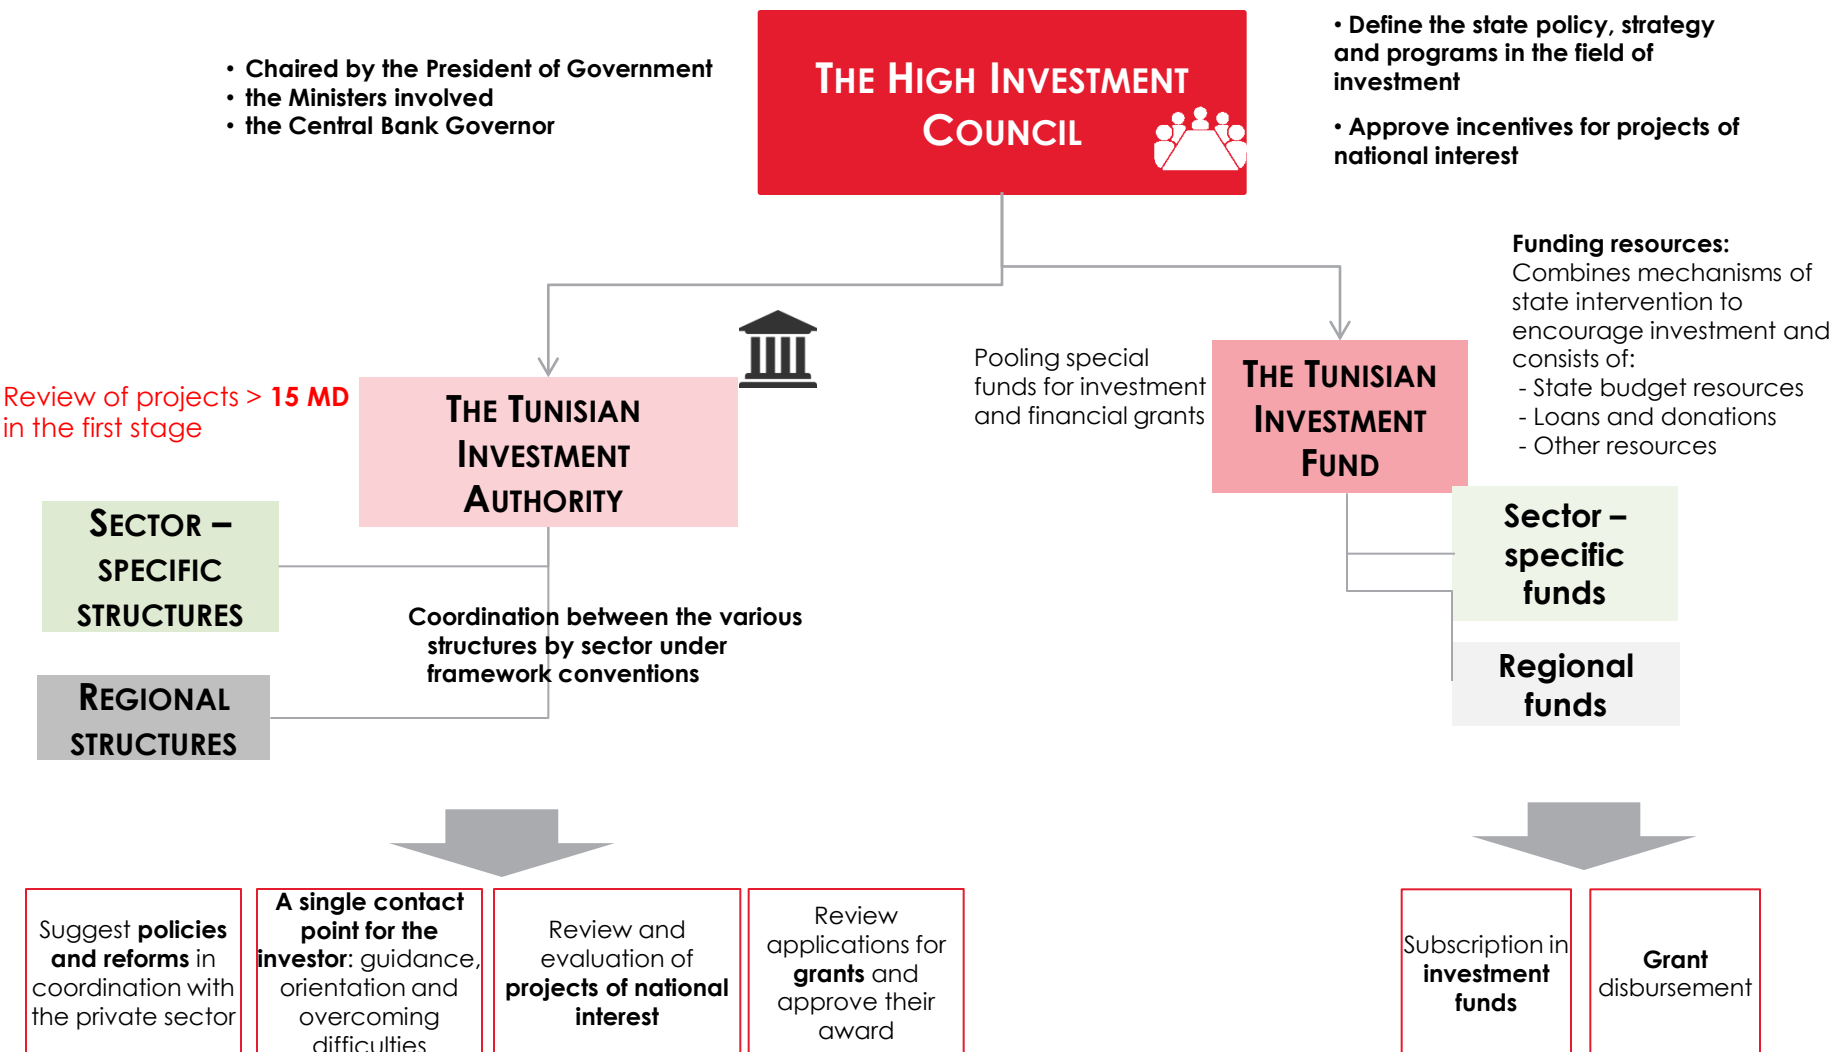 • Chaired by the President of Government
• the Ministers involved
• the Central Bank Governor
THE HIGH INVESTMENT
COUNCIL
• Define the state policy, strategy
and programs in the field of
investment
• Approve incentives for projects of
national interest
Review of projects > 15 MD
in the first stage
THE TUNISIAN
INVESTMENT
AUTHORITY
Pooling special
funds for investment
and financial grants
THE TUNISIAN
INVESTMENT
FUND
Funding resources:
Combines mechanisms of
state intervention to
encourage investment and
consists of:
- State budget resources
- Loans and donations
- Other resources
SECTOR –
SPECIFIC
STRUCTURES
Coordination between the various
structures by sector under
framework conventions
REGIONAL
STRUCTURES
Sector –
specific
funds
Regional
funds
Suggest policies
and reforms in
coordination with
the private sector
A single contact
point for the
investor: guidance,
orientation and
overcoming
difficulties
Review and
evaluation of
projects of national
interest
Review
applications for
grants and
approve their
award
Subscription in
investment
funds
Grant
disbursement